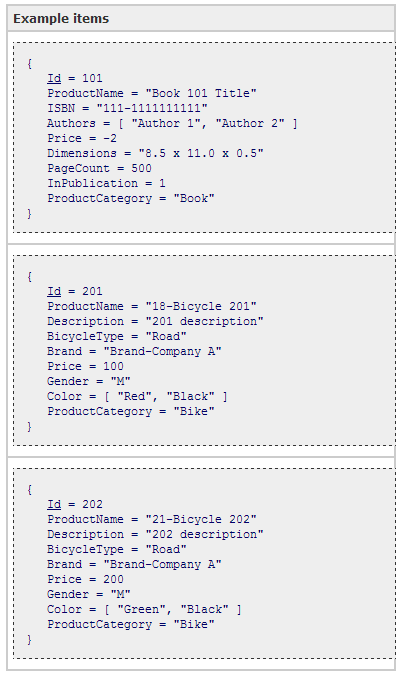 Example items
{
Id = 101
ProductName = "Book 101 Title"
ISBN = "111-1111111111"
Authors = [ "Author 1", "Author 2" ]
Price = -2
Dimensions = "8.5 x 11.0 x 0.5"
PageCount = 500
InPublication = 1
ProductCategory = "Book"
}
{
Id = 201
ProductName = "18-Bicycle 201"
Description = "201 description"
BicycleType = "Road"
Brand = "Brand-Company A"
Price = 100
Gender = "M"
Color = [ "Red", "Black" ]
ProductCategory = "Bike"
}
{
Id = 202
ProductName = "21-Bicycle 202"
Description = "202 description"
BicycleType = "Road"
Brand = "Brand-Company A"
Price = 200
Gender = "M"
Color = [ "Green", "Black" ]
ProductCategory = "Bike"
}